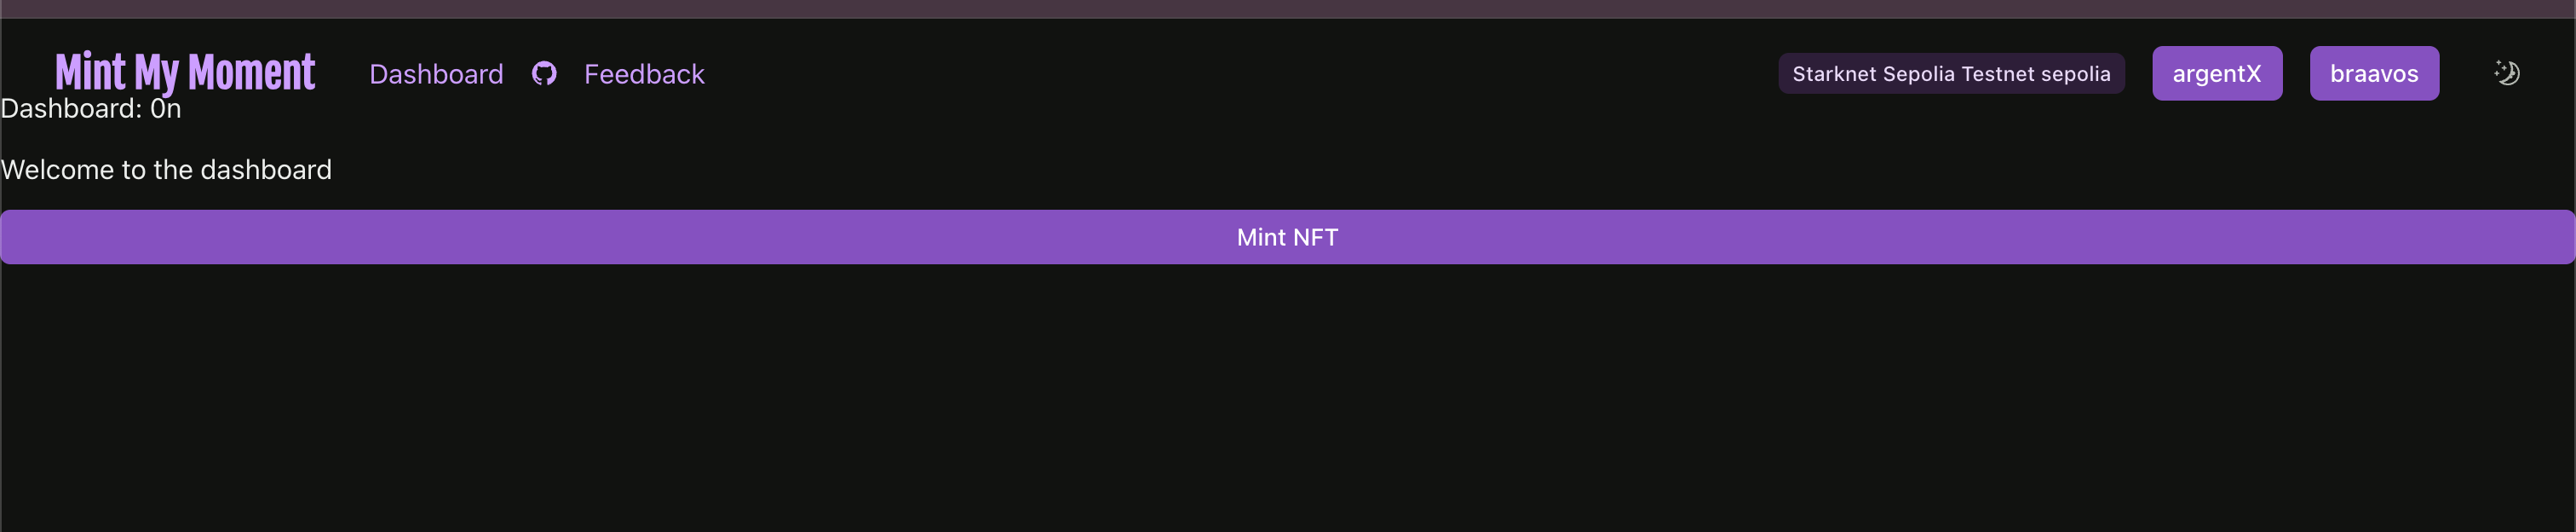 Mint My Moment Dashboard Feedback Starknet Sepolia Testnet sepolia argentX braavos
Dashboard: 0n
Welcome to the dashboard
Mint NFT